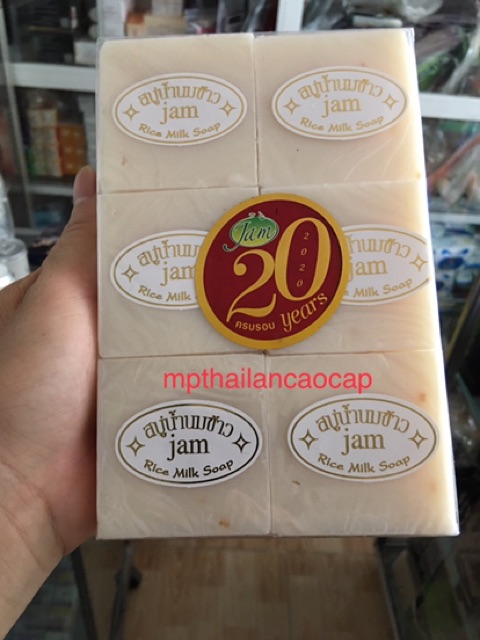 สบู่น้ำนมข้าว
jam
Rice Milk Soap
สบู่น้ำนมข้าว
jam
Rice Milk Soap
สบู่น้ำนม
jam
Rice Milk
Jam
20
2020
ครบรอบ
years
นมข้าว
jam
Rice Milk Soap
mpthailancaocap
สบู่น้ำนมข้าว
jam
Rice Milk Soap
สบู่น้ำนมข้าว
jam
Rice Milk Soap